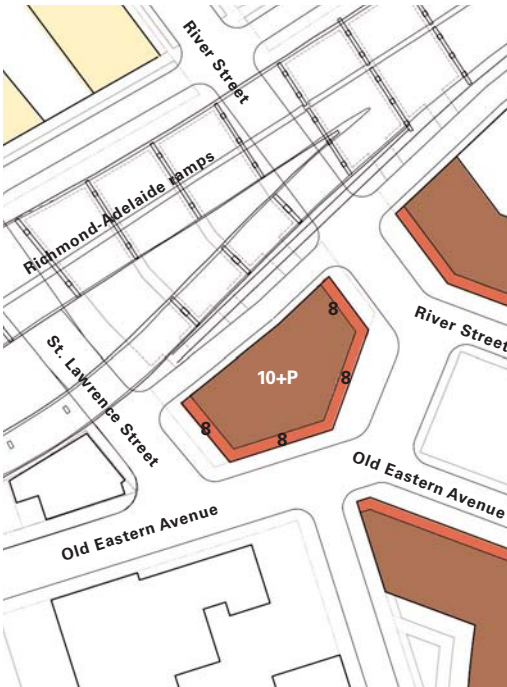 River Street
Richmond-Adelaide ramps
8
River Street
St. Lawrence Street
10+P
8
8
8
Old Eastern Avenue
Old Eastern Avenue